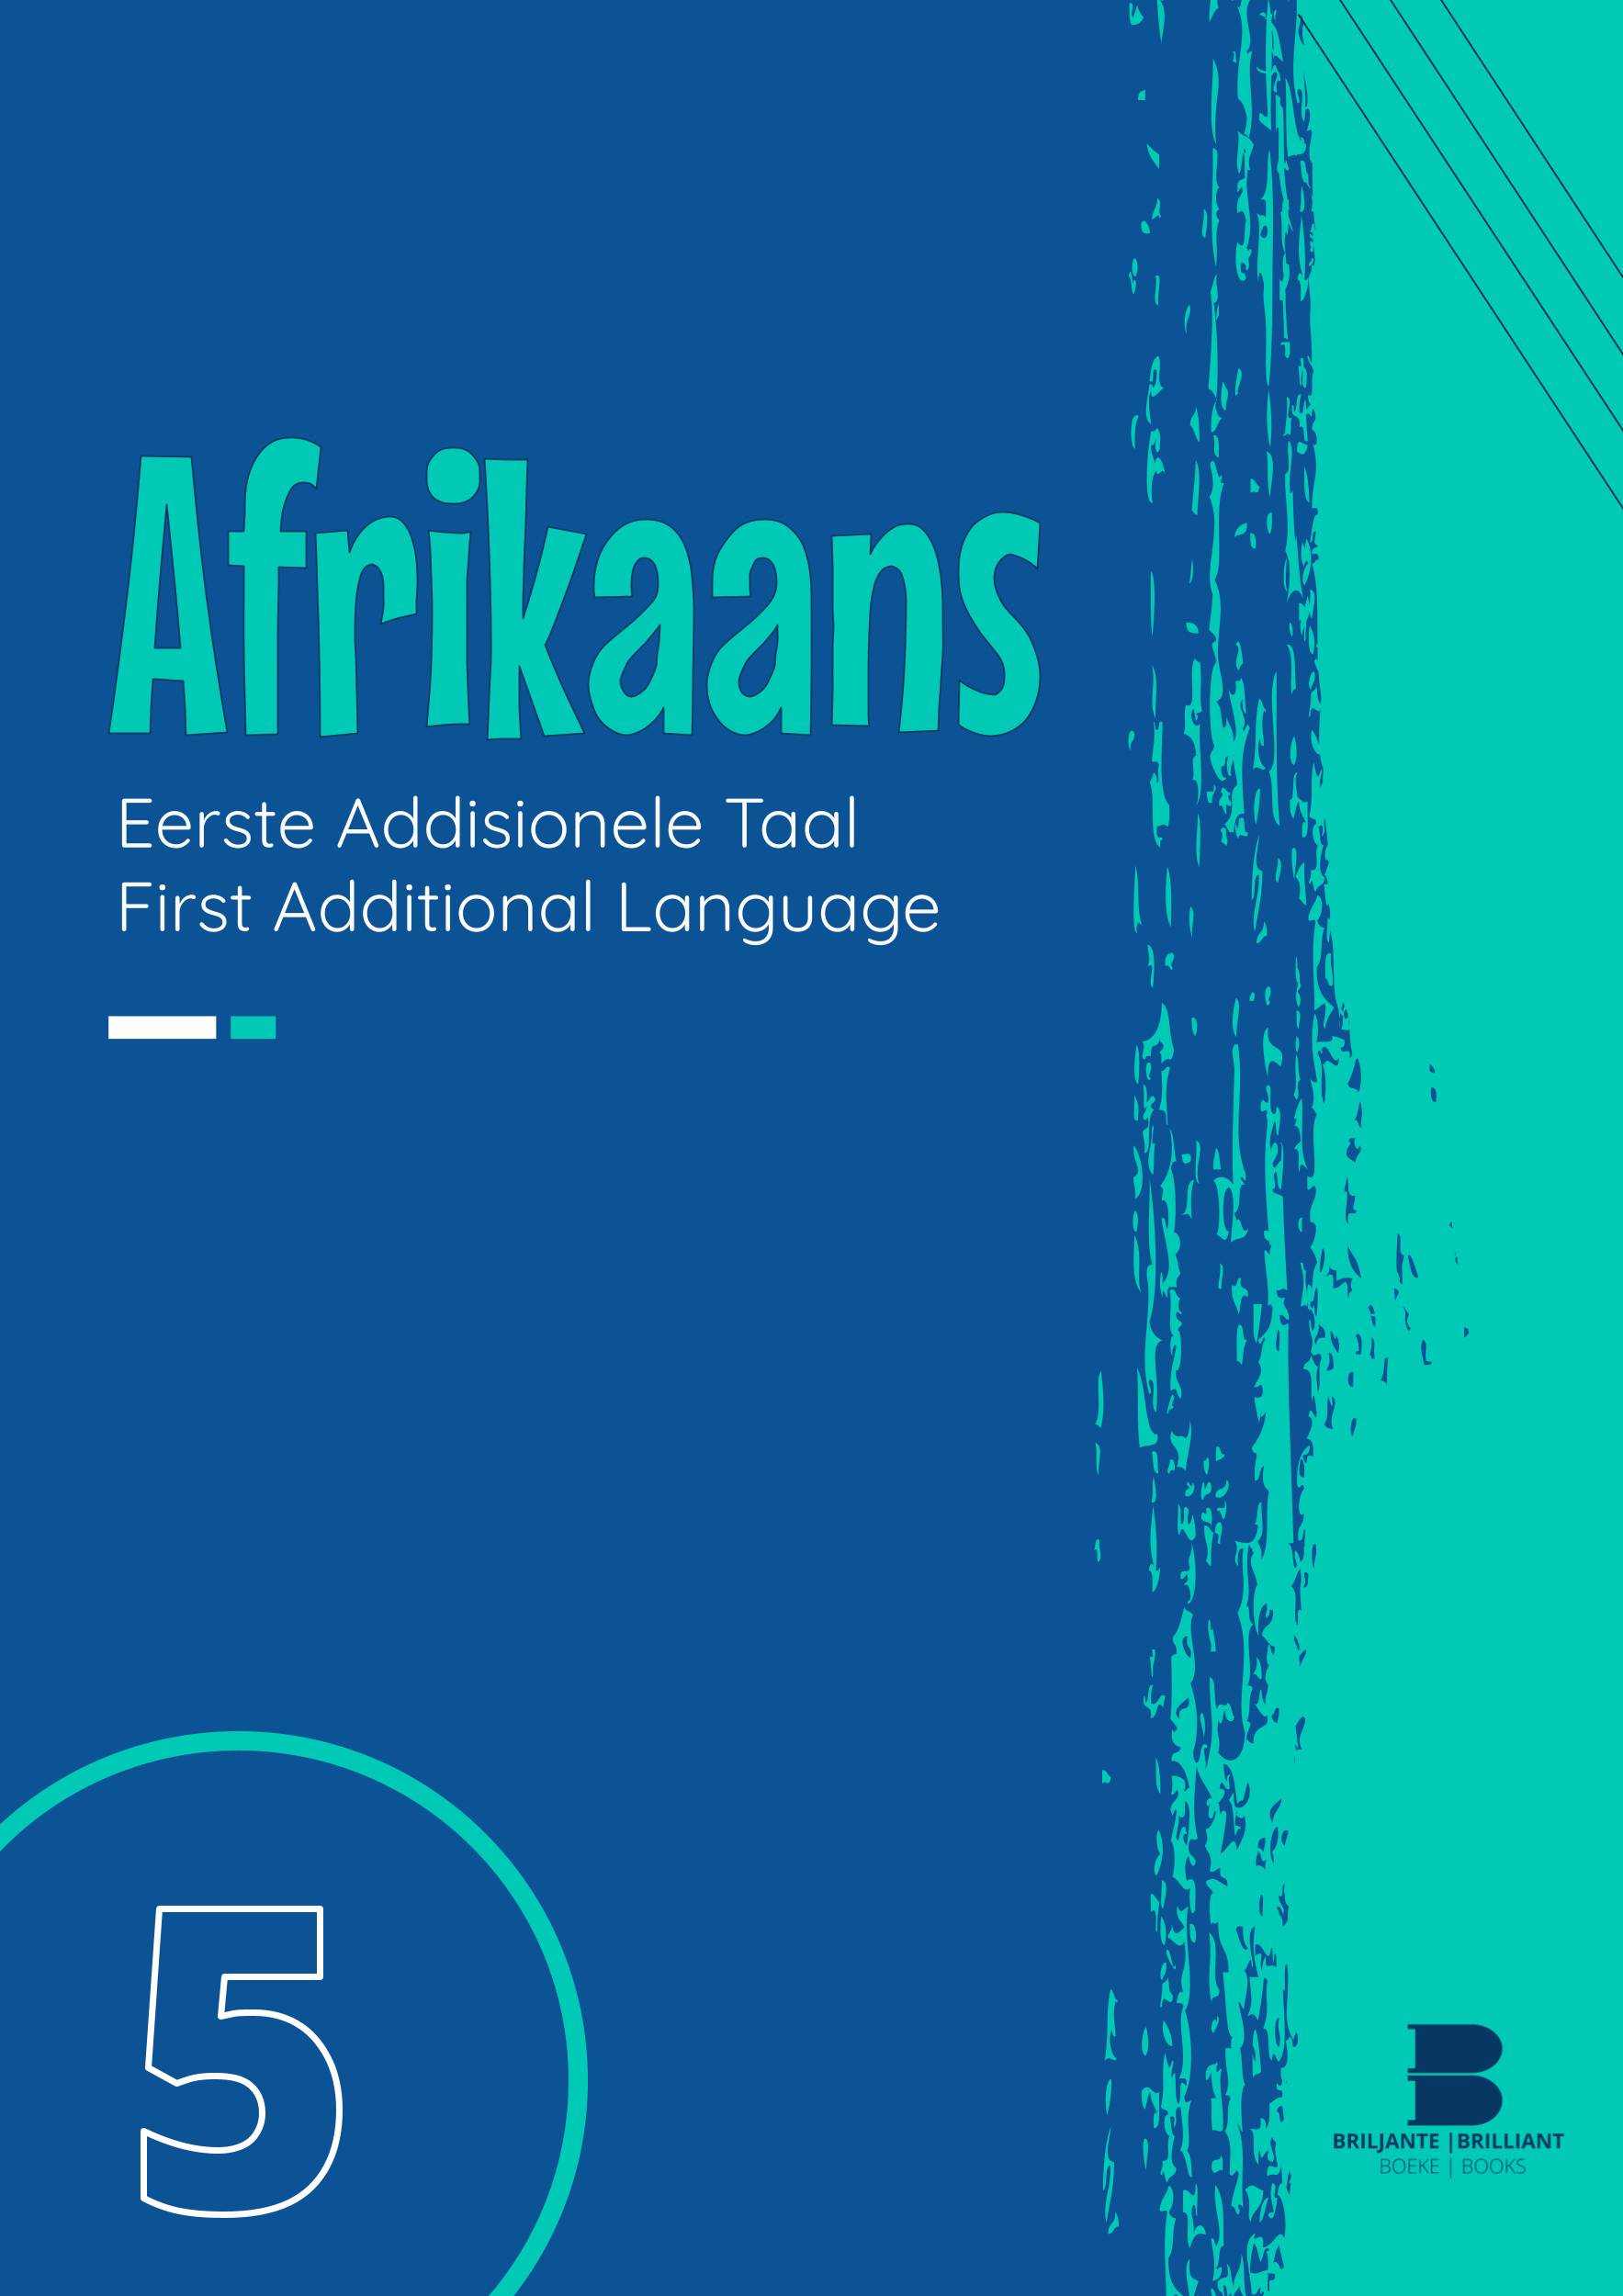 Afrikaans
Eerste Addisionele Taal
First Additional Language
5
BRILJANTE | BRILLIANT
BOEKE | BOOKS